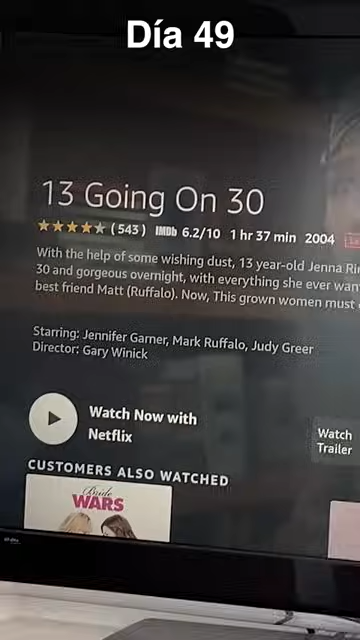 Día 49
13 Going On 30
(543) IMDb 6.2/10 1 hr 37 min 2004
With the help of some wishing dust, 13 year-old Jenna
30 and gorgeous overnight, with everything she ever
best friend Matt (Ruffalo). Now, This grown women must
Starring: Jennifer Garner, Mark Ruffalo, Judy Greer
Director: Gary Winick
Watch Now with
Netflix
Watch
Trailer
CUSTOMERS ALSO WATCHED
Bride
WARS